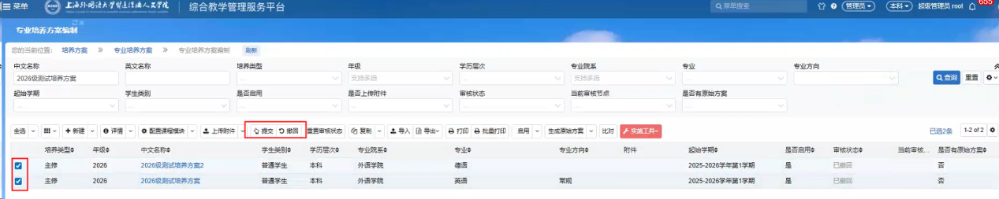 菜单 上海外国语大学贤达经济人文学院 综合教学管理服务平台 菜单搜索 管理员 本科 超级管理员 root 655
专业培养方案编制
您的当前位置： 培养方案 专业培养方案 专业培养方案编制 刷新
中文名称 英文名称 培养类型 年级 学历层次 专业院系 专业 专业方向
2026级测试培养方案 ... 支持多选 ... 支持多选 ... ... 查询 重置
起始学期 学生类别 是否启用 是否上传附件 审核状态 当前审核节点 是否有原始方案
... ... ... ... ... ... ...
全选 新建 详情 配置课程模块 上传附件 提交 撤回 重置审核状态 复制 导入 导出 打印 批量打印 启用 生成原始方案 比对 实施工具 已选2条 1-2 of 2
培养类型 年级 中文名称 学生类别 学历层次 专业院系 专业 专业方向 附件 起始学期 是否启用 审核状态 当前审核... 是否有原始方案
主修 2026 2026级测试培养方案2 普通学生 本科 外语学院 德语 2025-2026学年第1学期 是 已撤回 否
主修 2026 2026级测试培养方案 普通学生 本科 外语学院 英语 常规 2025-2026学年第1学期 是 已撤回 否